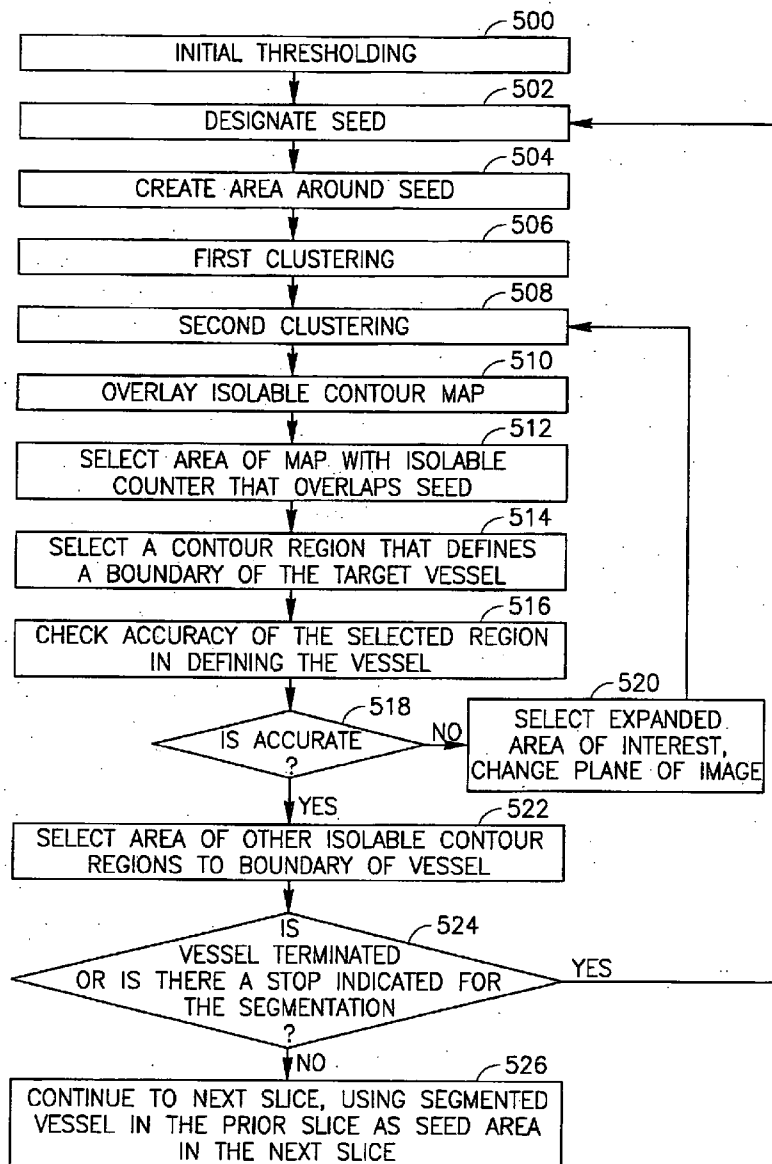 500
INITIAL THRESHOLDING
502
DESIGNATE SEED
504
CREATE AREA AROUND SEED
506
FIRST CLUSTERING
508
SECOND CLUSTERING
510
OVERLAY ISOLABLE CONTOUR MAP
512
SELECT AREA OF MAP WITH ISOLABLE
COUNTER THAT OVERLAPS SEED
514
SELECT A CONTOUR REGION THAT DEFINES
A BOUNDARY OF THE TARGET VESSEL
516
CHECK ACCURACY OF THE SELECTED REGION
IN DEFINING THE VESSEL
518
IS ACCURATE
?
NO
520
SELECT EXPANDED
AREA OF INTEREST,
CHANGE PLANE OF IMAGE
YES
522
SELECT AREA OF OTHER ISOLABLE CONTOUR
REGIONS TO BOUNDARY OF VESSEL
524
IS
VESSEL TERMINATED
OR IS THERE A STOP INDICATED FOR
THE SEGMENTATION
?
YES
NO
526
CONTINUE TO NEXT SLICE, USING SEGMENTED
VESSEL IN THE PRIOR SLICE AS SEED AREA
IN THE NEXT SLICE